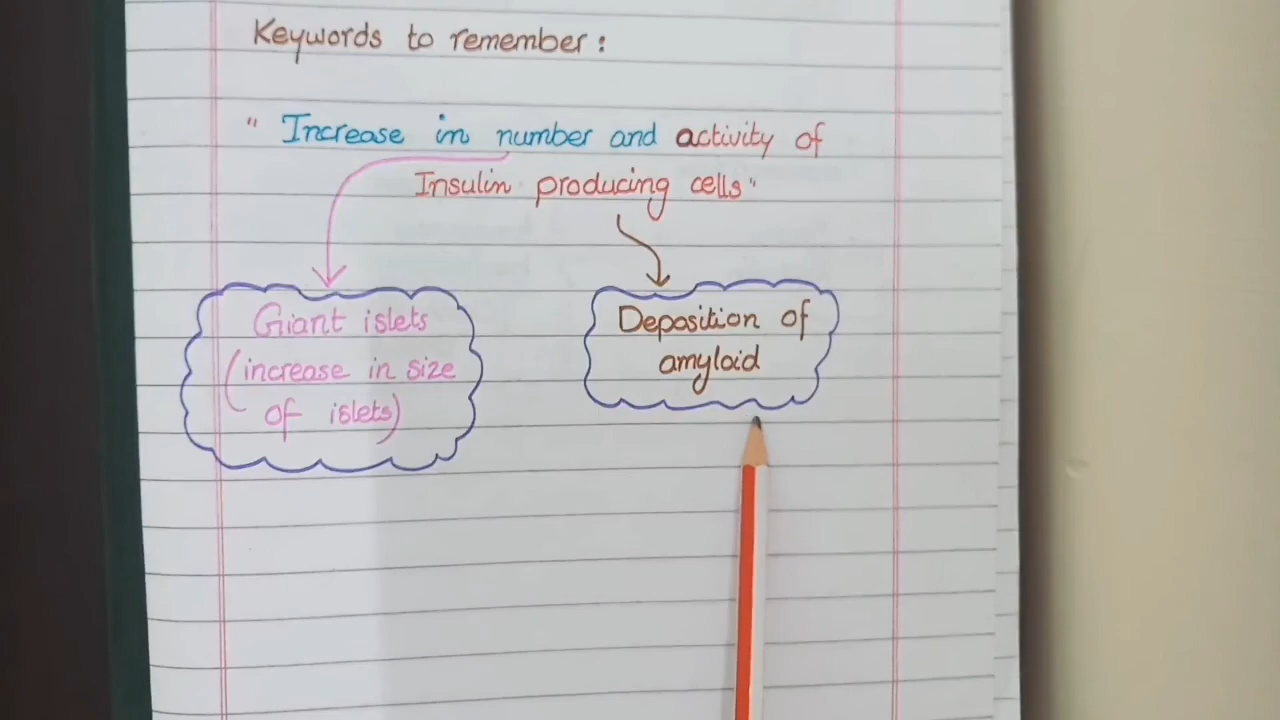 Keywords to remember:
" Increase in number and activity of
Insulin producing cells"
Giant islets
(increase in size
of islets)
Deposition of
amyloid